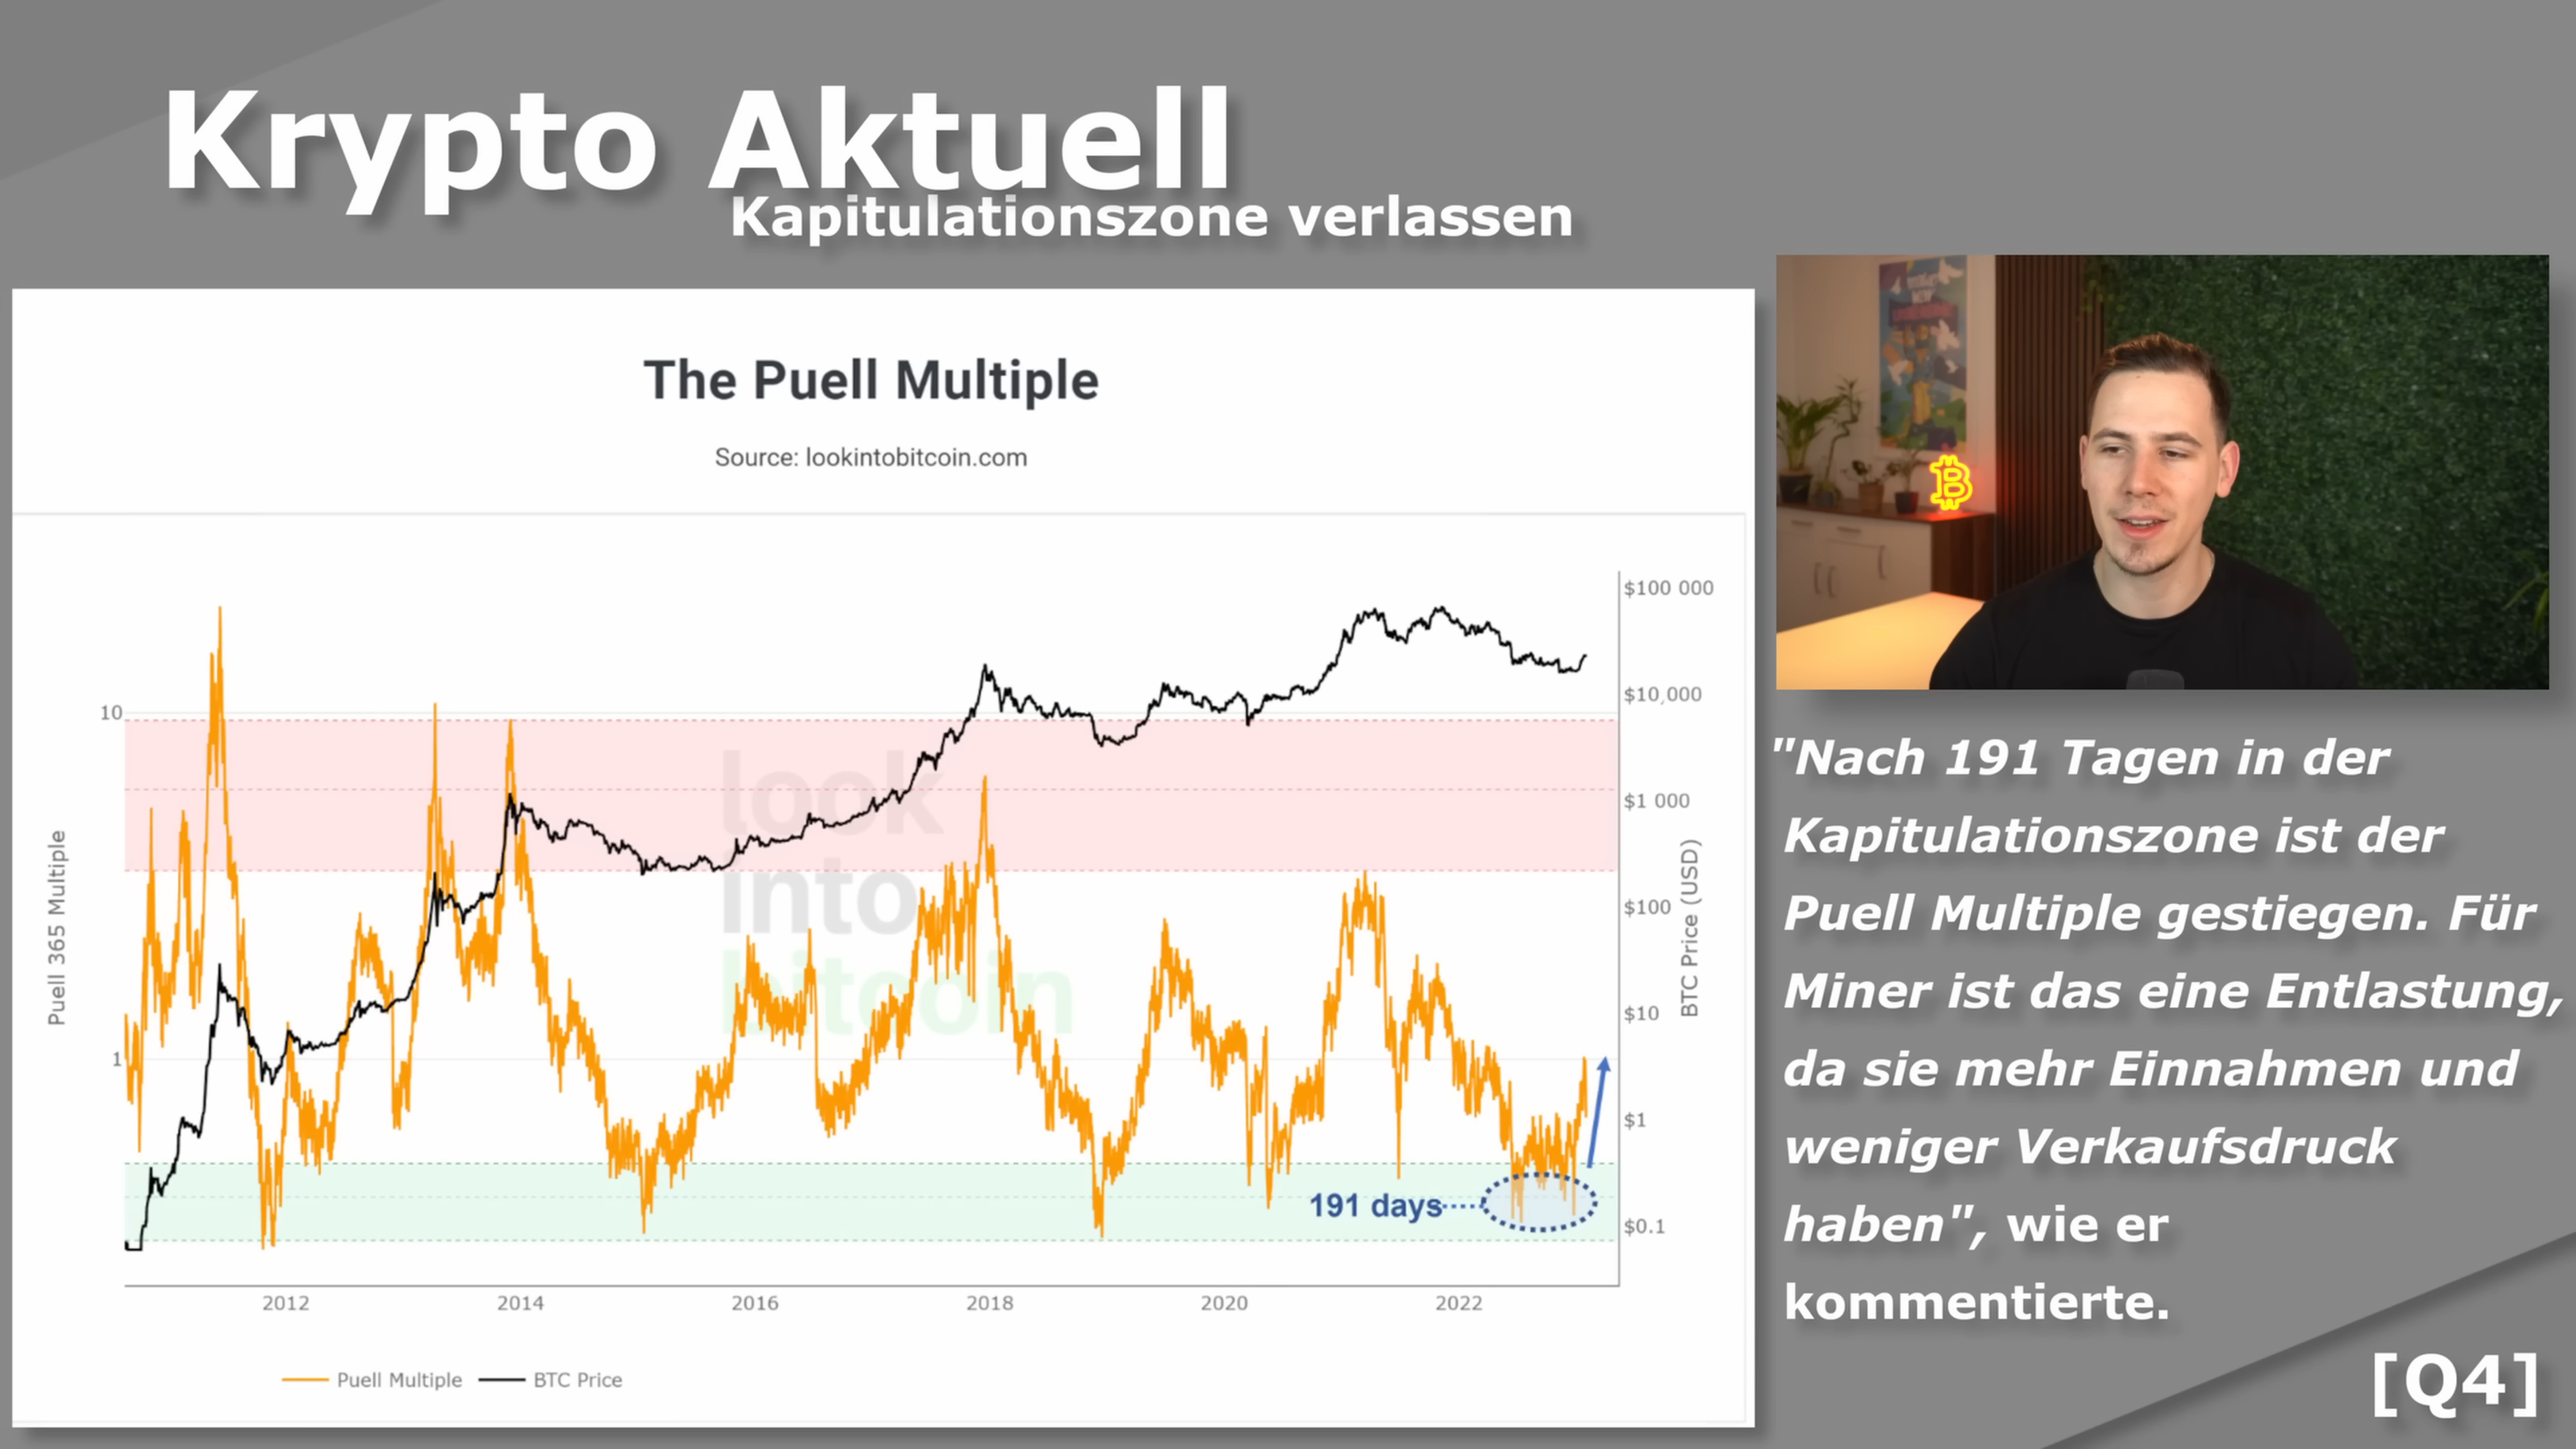 Krypto Aktuell
Kapitulationszone verlassen
The Puell Multiple
Source: lookintobitcoin.com
look
into
bitcoin
Puell 365 Multiple
10
1
$100 000
$10,000
$1 000
$100
$10
$1
$0.1
BTC Price (USD)
191 days
2012
2014
2016
2018
2020
2022
Puell Multiple
BTC Price
"Nach 191 Tagen in der
Kapitulationszone ist der
Puell Multiple gestiegen. Für
Miner ist das eine Entlastung,
da sie mehr Einnahmen und
weniger Verkaufsdruck
haben", wie er
kommentierte.
[Q4]